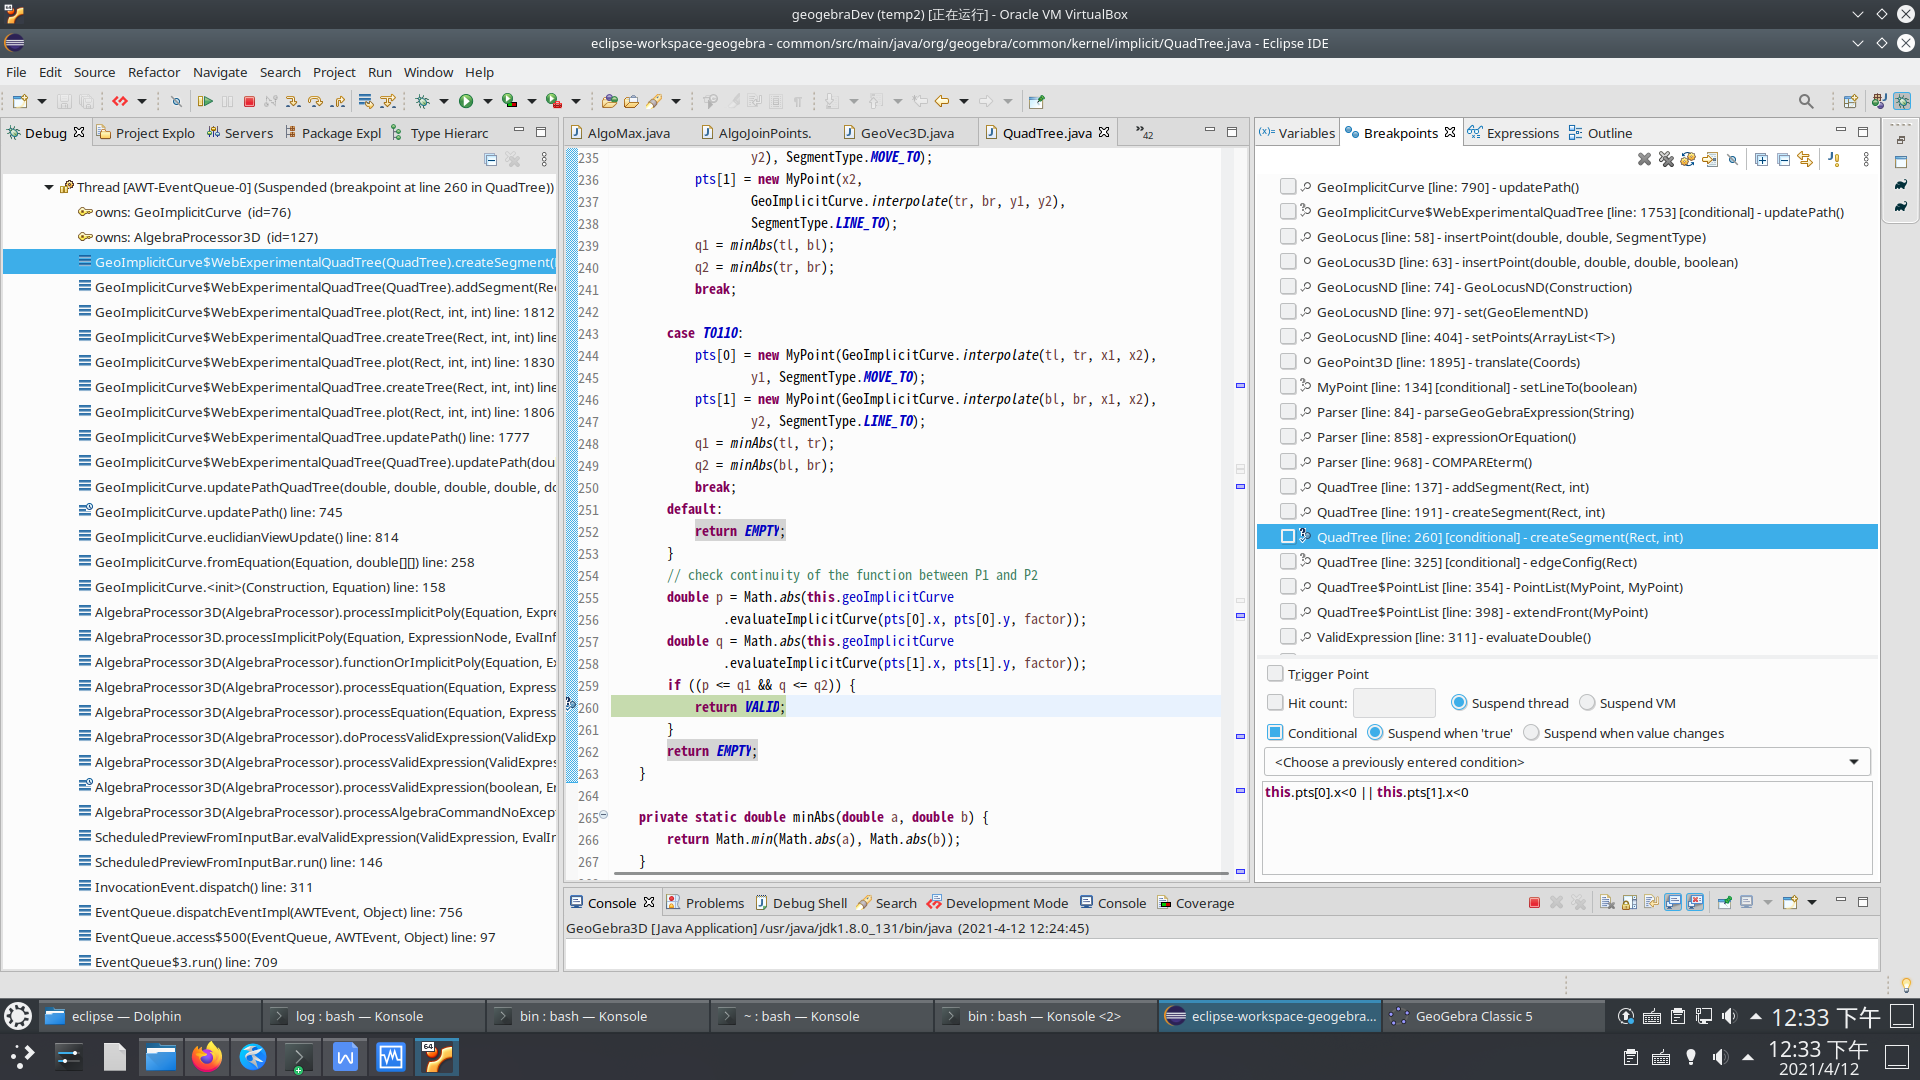 geogebraDev (temp2) [正在运行] - Oracle VM VirtualBox
eclipse-workspace-geogebra - common/src/main/java/org/geogebra/common/kernel/implicit/QuadTree.java - Eclipse IDE
File Edit Source Refactor Navigate Search Project Run Window Help
Debug Project Explo Servers Package Expl Type Hierarc
Thread [AWT-EventQueue-0] (Suspended (breakpoint at line 260 in QuadTree))
owns: GeoImplicitCurve (id=76)
owns: AlgebraProcessor3D (id=127)
GeoImplicitCurve$WebExperimentalQuadTree(QuadTree).createSegment(
GeoImplicitCurve$WebExperimentalQuadTree(QuadTree).addSegment(Rec
GeoImplicitCurve$WebExperimentalQuadTree.plot(Rect, int, int) line: 1812
GeoImplicitCurve$WebExperimentalQuadTree.createTree(Rect, int, int) line
GeoImplicitCurve$WebExperimentalQuadTree.plot(Rect, int, int) line: 1830
GeoImplicitCurve$WebExperimentalQuadTree.createTree(Rect, int, int) line
GeoImplicitCurve$WebExperimentalQuadTree.plot(Rect, int, int) line: 1806
GeoImplicitCurve$WebExperimentalQuadTree.updatePath() line: 1777
GeoImplicitCurve$WebExperimentalQuadTree(QuadTree).updatePath(dou
GeoImplicitCurve.updatePathQuadTree(double, double, double, double, dc
GeoImplicitCurve.updatePath() line: 745
GeoImplicitCurve.euclidianViewUpdate() line: 814
GeoImplicitCurve.fromEquation(Equation, double[][]) line: 258
GeoImplicitCurve.<init>(Construction, Equation) line: 158
AlgebraProcessor3D(AlgebraProcessor).processImplicitPoly(Equation, Expre
AlgebraProcessor3D.processImplicitPoly(Equation, ExpressionNode, EvalInf
AlgebraProcessor3D(AlgebraProcessor).functionOrImplicitPoly(Equation, Ex
AlgebraProcessor3D(AlgebraProcessor).processEquation(Equation, Express
AlgebraProcessor3D(AlgebraProcessor).processEquation(Equation, Express
AlgebraProcessor3D(AlgebraProcessor).doProcessValidExpression(ValidExp
AlgebraProcessor3D(AlgebraProcessor).processValidExpression(ValidExpres
AlgebraProcessor3D(AlgebraProcessor).processValidExpression(boolean, Er
AlgebraProcessor3D(AlgebraProcessor).processAlgebraCommandNoExcep
ScheduledPreviewFromInputBar.evalValidExpression(ValidExpression, EvalIr
ScheduledPreviewFromInputBar.run() line: 146
InvocationEvent.dispatch() line: 311
EventQueue.dispatchEventImpl(AWTEvent, Object) line: 756
EventQueue.access$500(EventQueue, AWTEvent, Object) line: 97
EventQueue$3.run() line: 709
AlgoMax.java AlgoJoinPoints. GeoVec3D.java QuadTree.java »42
235 y2), SegmentType.MOVE_TO);
236 pts[1] = new MyPoint(x2,
237 GeoImplicitCurve.interpolate(tr, br, y1, y2),
238 SegmentType.LINE_TO);
239 q1 = minAbs(tl, bl);
240 q2 = minAbs(tr, br);
241 break;
242
243 case T0110:
244 pts[0] = new MyPoint(GeoImplicitCurve.interpolate(tl, tr, x1, x2),
245 y1, SegmentType.MOVE_TO);
246 pts[1] = new MyPoint(GeoImplicitCurve.interpolate(bl, br, x1, x2),
247 y2, SegmentType.LINE_TO);
248 q1 = minAbs(tl, tr);
249 q2 = minAbs(bl, br);
250 break;
251 default:
252 return EMPTY;
253 }
254 // check continuity of the function between P1 and P2
255 double p = Math.abs(this.geoImplicitCurve
256 .evaluateImplicitCurve(pts[0].x, pts[0].y, factor));
257 double q = Math.abs(this.geoImplicitCurve
258 .evaluateImplicitCurve(pts[1].x, pts[1].y, factor));
259 if ((p <= q1 && q <= q2)) {
260 return VALID;
261 }
262 return EMPTY;
263 }
264
265 private static double minAbs(double a, double b) {
266 return Math.min(Math.abs(a), Math.abs(b));
267 }
Variables Breakpoints Expressions Outline
GeoImplicitCurve [line: 790] - updatePath()
GeoImplicitCurve$WebExperimentalQuadTree [line: 1753] [conditional] - updatePath()
GeoLocus [line: 58] - insertPoint(double, double, SegmentType)
GeoLocus3D [line: 63] - insertPoint(double, double, double, boolean)
GeoLocusND [line: 74] - GeoLocusND(Construction)
GeoLocusND [line: 97] - set(GeoElementND)
GeoLocusND [line: 404] - setPoints(ArrayList<T>)
GeoPoint3D [line: 1895] - translate(Coords)
MyPoint [line: 134] [conditional] - setLineTo(boolean)
Parser [line: 84] - parseGeoGebraExpression(String)
Parser [line: 858] - expressionOrEquation()
Parser [line: 968] - COMPAREterm()
QuadTree [line: 137] - addSegment(Rect, int)
QuadTree [line: 191] - createSegment(Rect, int)
QuadTree [line: 260] [conditional] - createSegment(Rect, int)
QuadTree [line: 325] [conditional] - edgeConfig(Rect)
QuadTree$PointList [line: 354] - PointList(MyPoint, MyPoint)
QuadTree$PointList [line: 398] - extendFront(MyPoint)
ValidExpression [line: 311] - evaluateDouble()
Trigger Point
Hit count: Suspend thread Suspend VM
Conditional Suspend when 'true' Suspend when value changes
<Choose a previously entered condition>
this.pts[0].x<0 || this.pts[1].x<0
Console Problems Debug Shell Search Development Mode Console Coverage
GeoGebra3D [Java Application] /usr/java/jdk1.8.0_131/bin/java (2021-4-12 12:24:45)
eclipse — Dolphin log : bash — Konsole bin : bash — Konsole ~ : bash — Konsole bin : bash — Konsole <2> eclipse-workspace-geogebra... GeoGebra Classic 5 12:33 下午
64
12:33 下午
2021/4/12